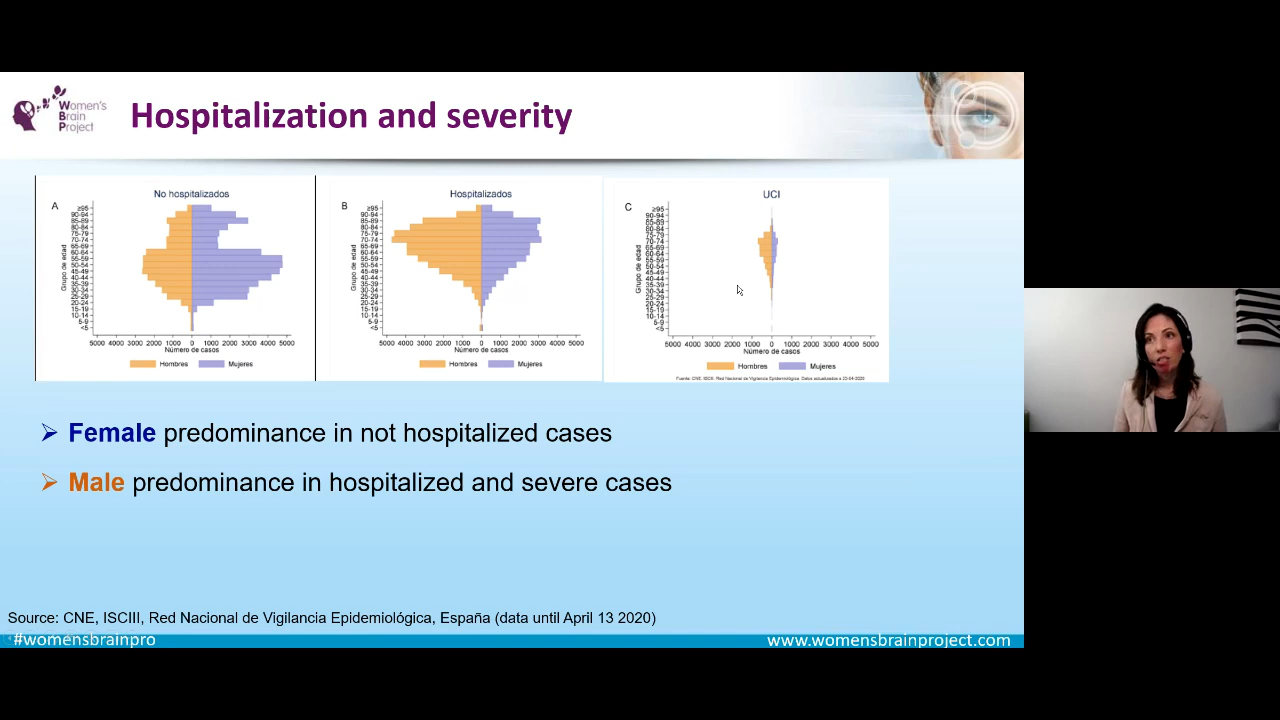 Women's
Brain
Project
Hospitalization and severity
A
No hospitalizados
Grupo de edad
≥95
90-94
85-89
80-84
75-79
70-74
65-69
60-64
55-59
50-54
45-49
40-44
35-39
30-34
25-29
20-24
15-19
10-14
5-9
<5
5000 4000 3000 2000 1000 0 1000 2000 3000 4000 5000
Número de casos
Hombres Mujeres
B
Hospitalizados
Grupo de edad
≥95
90-94
85-89
80-84
75-79
70-74
65-69
60-64
55-59
50-54
45-49
40-44
35-39
30-34
25-29
20-24
15-19
10-14
5-9
<5
5000 4000 3000 2000 1000 0 1000 2000 3000 4000 5000
Número de casos
Hombres Mujeres
C
UCI
Grupo de edad
≥95
90-94
85-89
80-84
75-79
70-74
65-69
60-64
55-59
50-54
45-49
40-44
35-39
30-34
25-29
20-24
15-19
10-14
5-9
<5
5000 4000 3000 2000 1000 0 1000 2000 3000 4000 5000
Número de casos
Hombres Mujeres
Fuente: CNE. ISCIII. Red Nacional de Vigilancia Epidemiológica. Datos actualizados a
Female predominance in not hospitalized cases
Male predominance in hospitalized and severe cases
Source: CNE, ISCIII, Red Nacional de Vigilancia Epidemiológica, España (data until April 13 2020)
#womensbrainpro
www.womensbrainproject.com